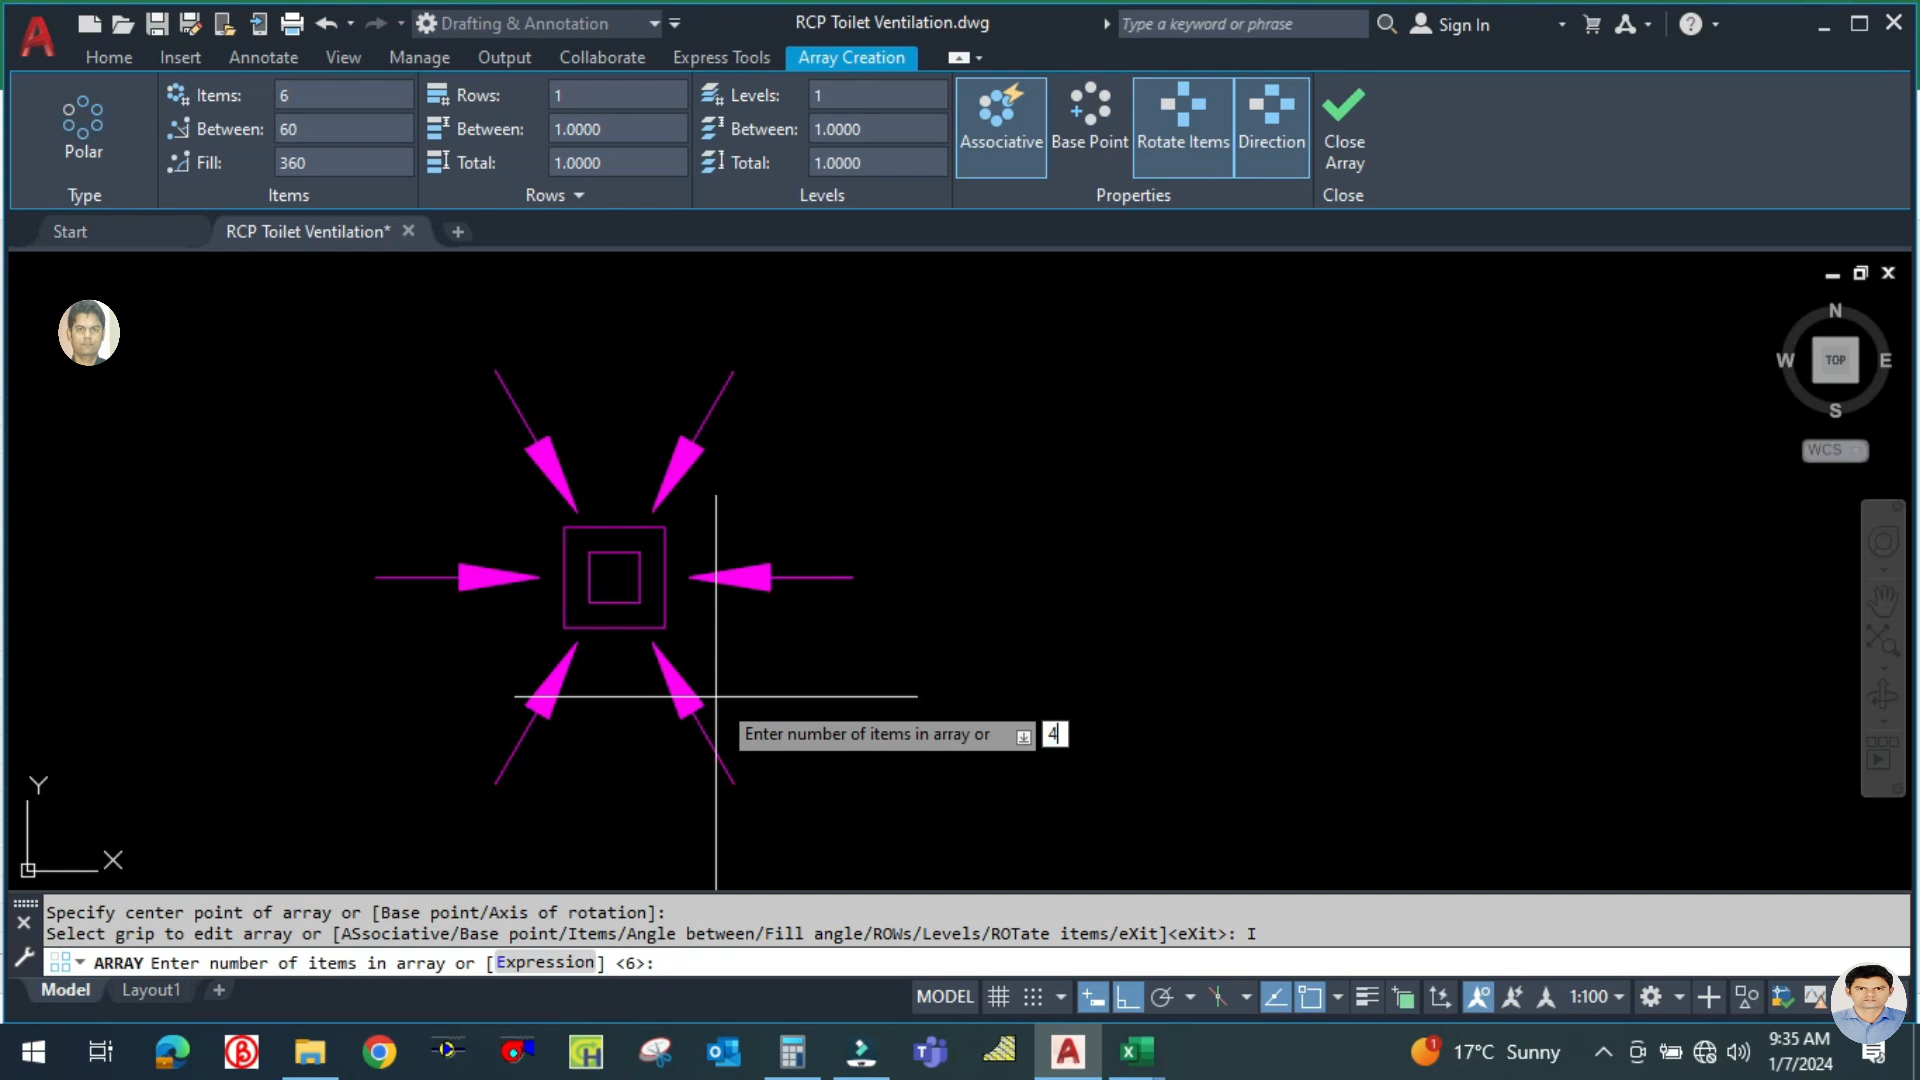 Drafting & Annotation
RCP Toilet Ventilation.dwg
Type a keyword or phrase
Sign In
Home Insert Annotate View Manage Output Collaborate Express Tools Array Creation
Items: 6 Rows: 1 Levels: 1
Between: 60 Between: 1.0000 Between: 1.0000
Fill: 360 Total: 1.0000 Total: 1.0000
Polar
Associative Base Point Rotate Items Direction Close Array
Type Items Rows Levels Properties Close
Start RCP Toilet Ventilation*
N
W TOP E
S
WCS
Enter number of items in array or 4
Y
X
Specify center point of array or [Base point/Axis of rotation]:
Select grip to edit array or [ASsociative/Base point/Items/Angle between/Fill angle/ROWs/Levels/ROTate items/eXit]<eXit>: I
ARRAY Enter number of items in array or [Expression] <6>:
Model Layout1
MODEL 1:100
17°C Sunny
9:35 AM
1/7/2024